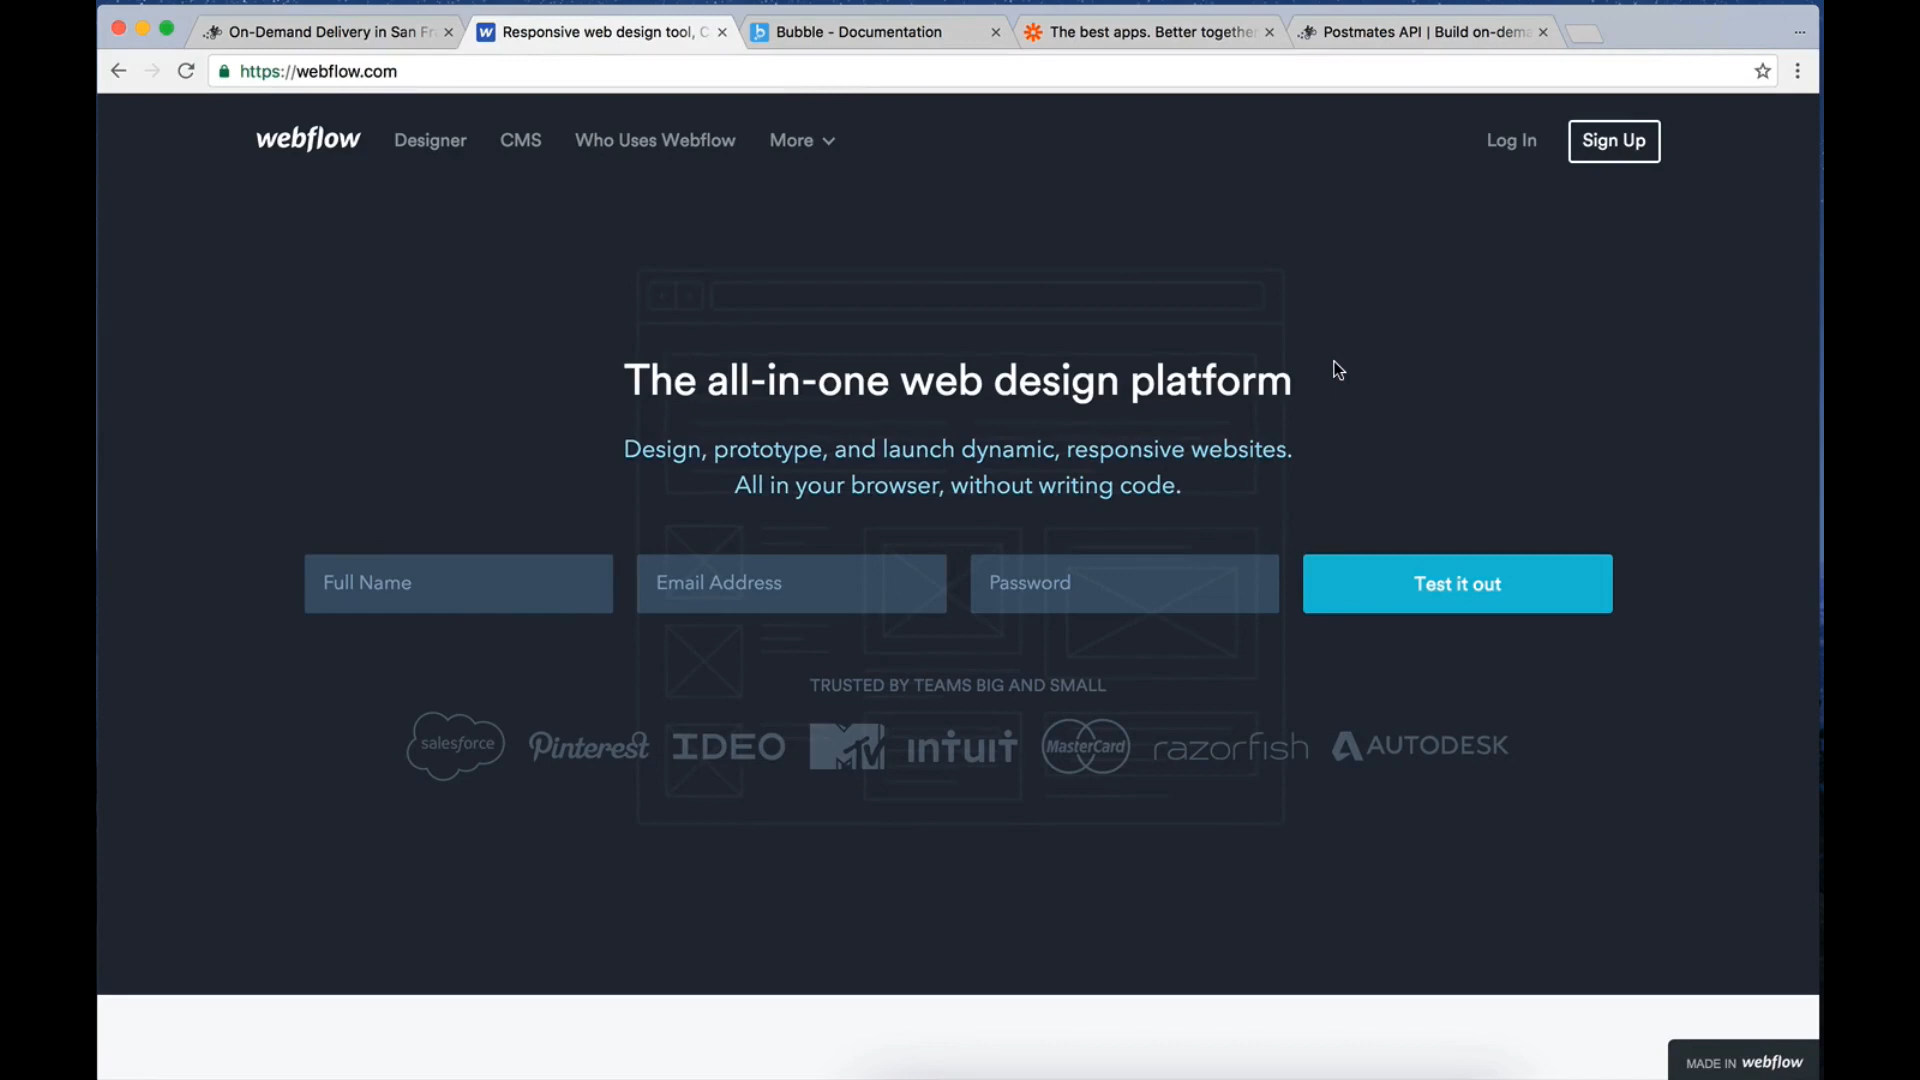 On-Demand Delivery in San Fr
Responsive web design tool, C
Bubble - Documentation
The best apps. Better togethe
Postmates API | Build on-dema
https://webflow.com
webflow
Designer
CMS
Who Uses Webflow
More
Log In
Sign Up
The all-in-one web design platform
Design, prototype, and launch dynamic, responsive websites.
All in your browser, without writing code.
Full Name
Email Address
Password
Test it out
TRUSTED BY TEAMS BIG AND SMALL
salesforce
Pinterest
IDEO
MTV
intuit
MasterCard
razorfish
AUTODESK
MADE IN webflow